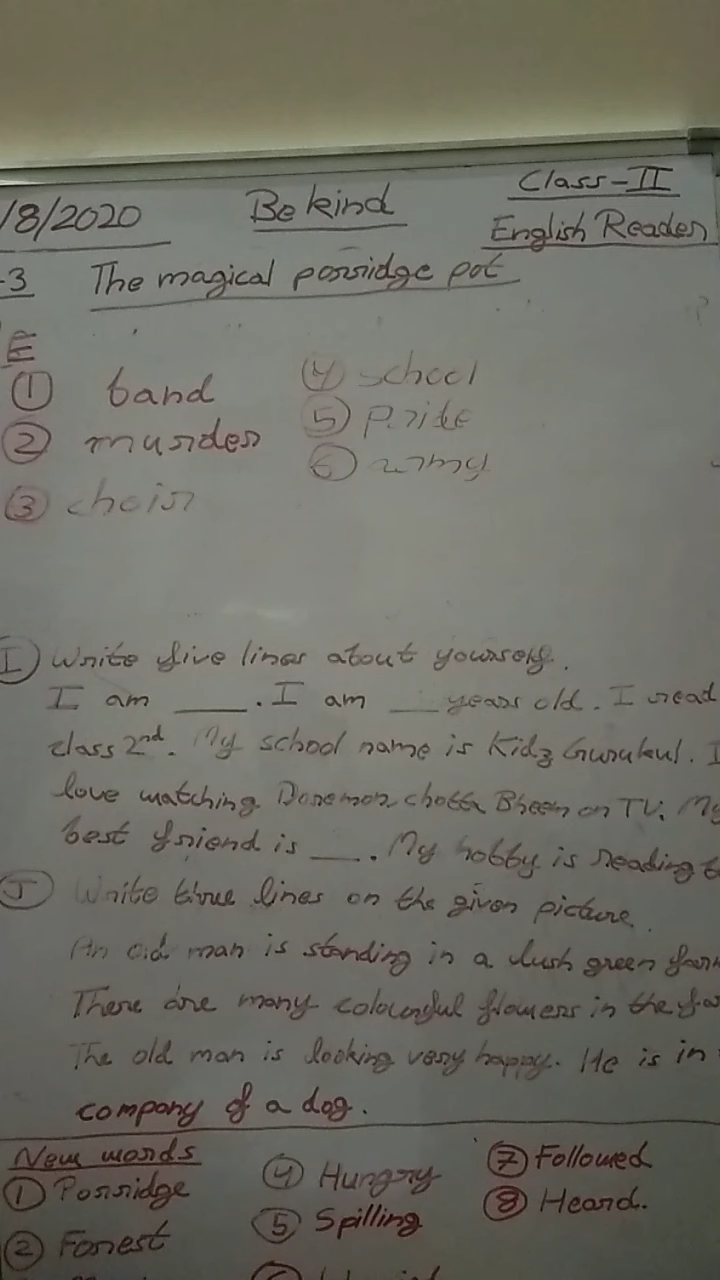 /8/2020 Be kind Class-II
English Reader
-3 The magical porridge pot
E
① band ④ school
② murder ⑤ pride
③ choir ⑥ army
I Write five lines about yourself.
I am ____. I am ___ years old. I read
class 2nd. My school name is Kidz Gurukul. I
love watching Doremon, chotta Bheem on TV. My
best friend is ___. My hobby is reading
J Write three lines on the given picture.
An old man is standing in a lush green
There are many colourful flowers in the
The old man is looking very happy. He is in
company of a dog.
New words
① Porridge ④ Hungry ⑦ Followed
② Forest ⑤ Spilling ⑧ Heard.